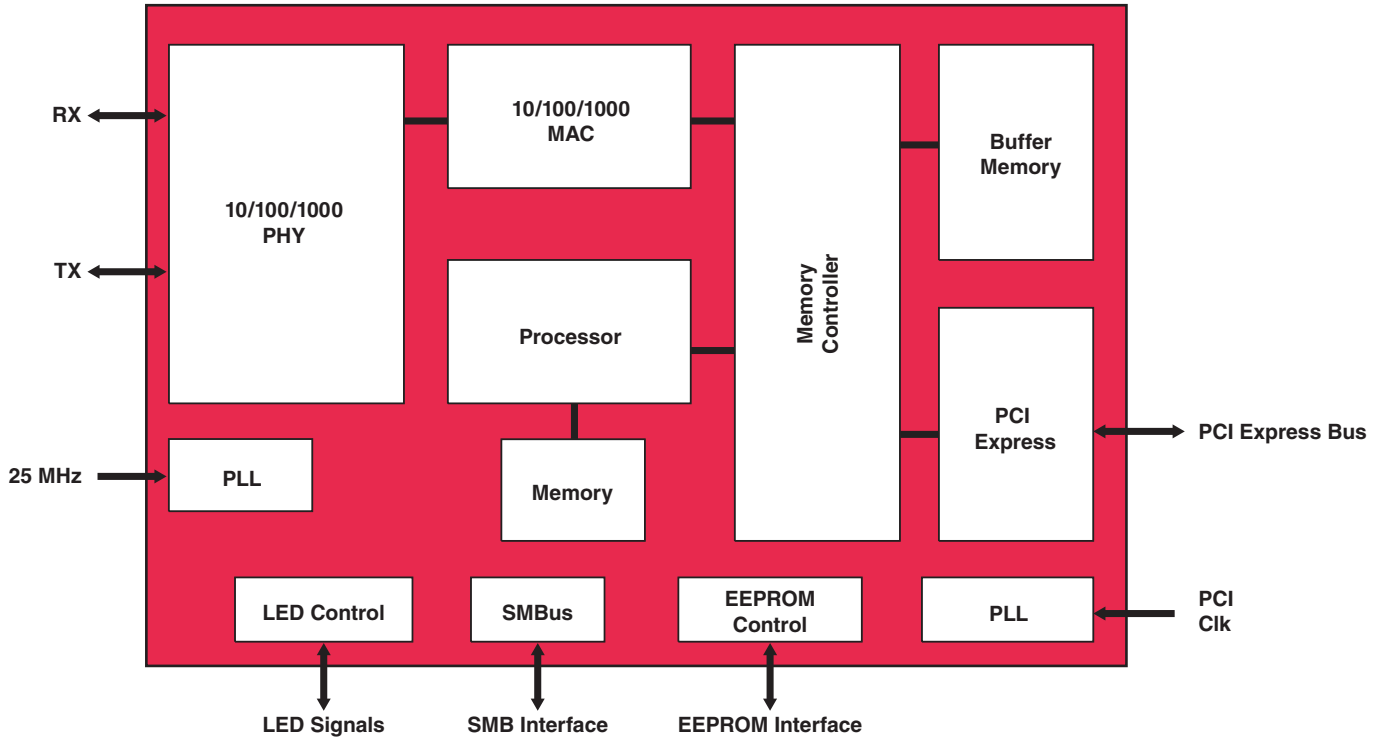 RX
TX
25 MHz
10/100/1000
PHY
10/100/1000
MAC
Processor
Memory
PLL
Memory
Controller
Buffer
Memory
PCI
Express
PCI Express Bus
LED Control
SMBus
EEPROM
Control
PLL
PCI
Clk
LED Signals
SMB Interface
EEPROM Interface